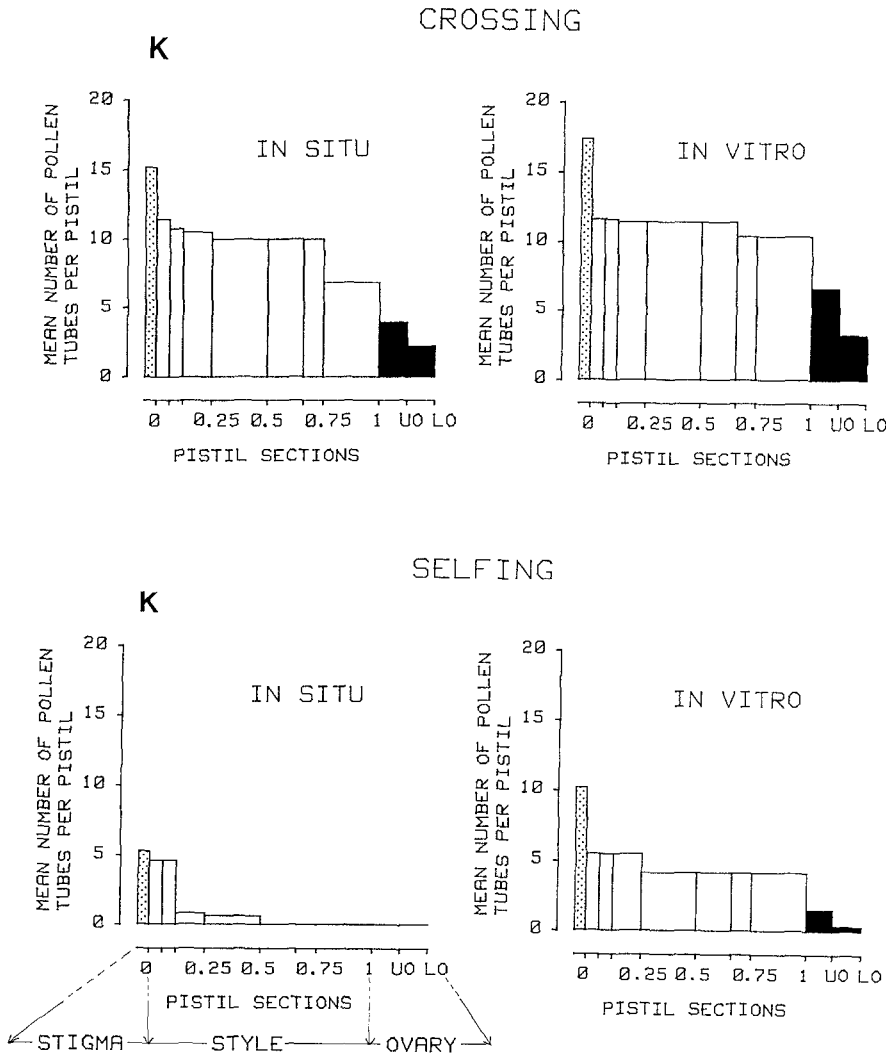 CROSSING
K
MEAN NUMBER OF POLLEN
TUBES PER PISTIL
20
15
10
5
0
IN SITU
0 0.25 0.5 0.75 1 UO LO
PISTIL SECTIONS
MEAN NUMBER OF POLLEN
TUBES PER PISTIL
20
15
10
5
0
IN VITRO
0 0.25 0.5 0.75 1 UO LO
PISTIL SECTIONS
SELFING
K
MEAN NUMBER OF POLLEN
TUBES PER PISTIL
20
15
10
5
0
IN SITU
0 0.25 0.5 0.75 1 UO LO
PISTIL SECTIONS
STIGMA STYLE OVARY
MEAN NUMBER OF POLLEN
TUBES PER PISTIL
20
15
10
5
0
IN VITRO
0 0.25 0.5 0.75 1 UO LO
PISTIL SECTIONS